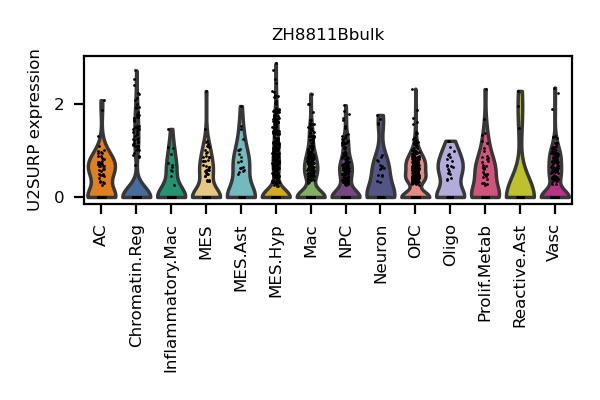 ZH8811Bbulk
U2SURP expression
2
0
AC
Chromatin.Reg
Inflammatory.Mac
MES
MES.Ast
MES.Hyp
Mac
NPC
Neuron
OPC
Oligo
Prolif.Metab
Reactive.Ast
Vasc